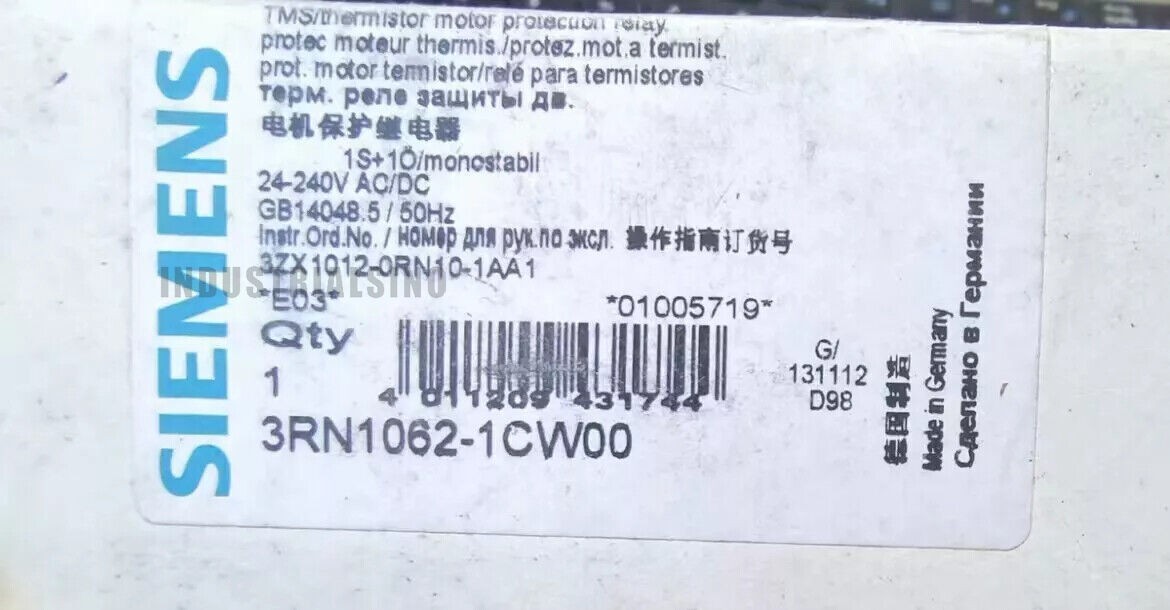 SIEMENS
TMS/thermistor motor protection relay
protec moteur thermis./protez.mot.a termist.
prot. motor termistor/relé para termistores
терм. реле защиты дв.
电机保护继电器
1S+1Ö/monostabil
24-240V AC/DC
GB14048.5 / 50Hz
Instr.Ord.No. / номер для рук.по эксл. 操作指南订货号
3ZX1012-0RN10-1AA1
INDUSTRIALSINO
*E03* *01005719*
Qty
1
4 011209 431744
3RN1062-1CW00
G/
131112
D98
德国制造
Made in Germany
Сделано в Германии